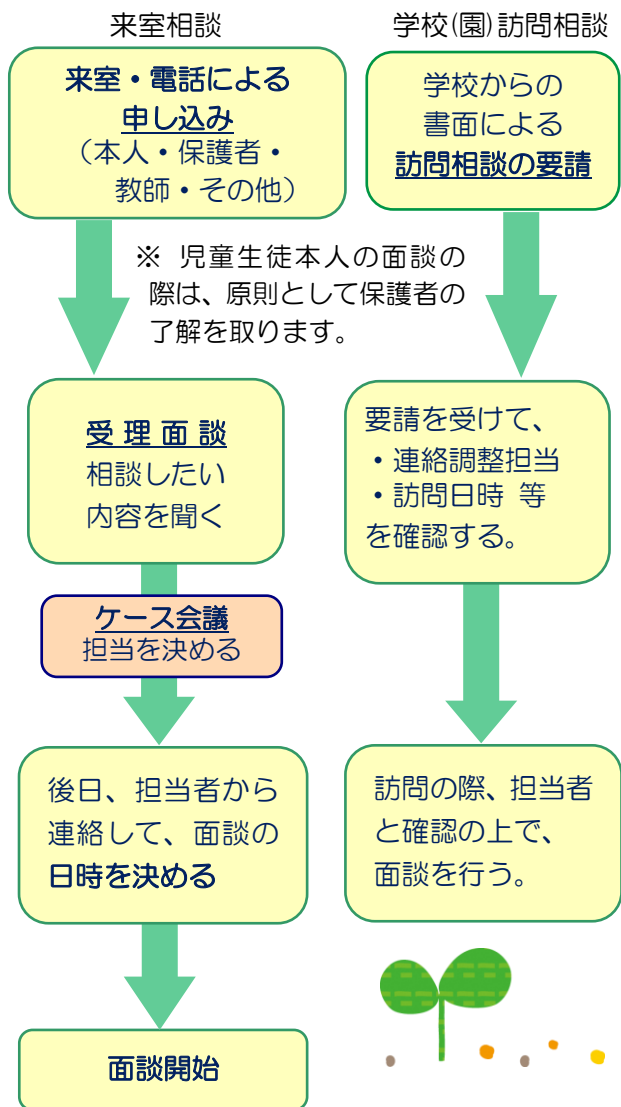 来室相談
来室・電話による
申し込み
（本人・保護者・
教師・その他）
※ 児童生徒本人の面談の
際は、原則として保護者の
了解を取ります。
受 理 面 談
相談したい
内容を聞く
ケース会議
担当を決める
後日、担当者から
連絡して、面談の
日時を決める
面談開始
学校(園)訪問相談
学校からの
書面による
訪問相談の要請
要請を受けて、
・連絡調整担当
・訪問日時 等
を確認する。
訪問の際、担当者
と確認の上で、
面談を行う。